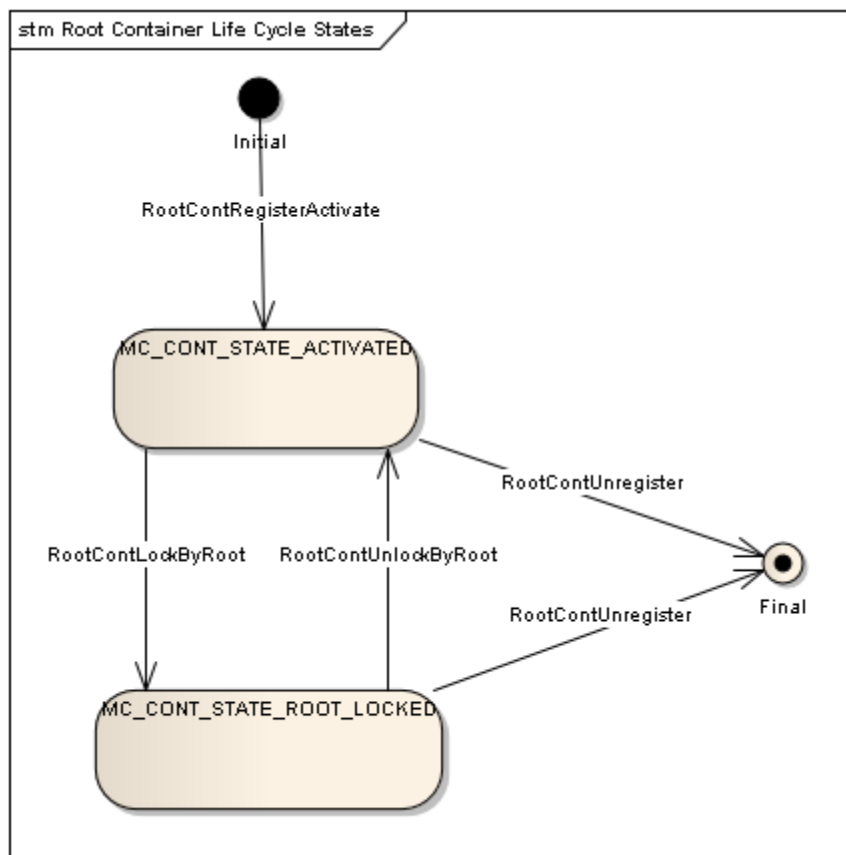 stm Root Container Life Cycle States
Initial
RootContRegisterActivate
MC_CONT_STATE_ACTIVATED
RootContUnregister
RootContLockByRoot
RootContUnlockByRoot
Final
RootContUnregister
MC_CONT_STATE_ROOT_LOCKED